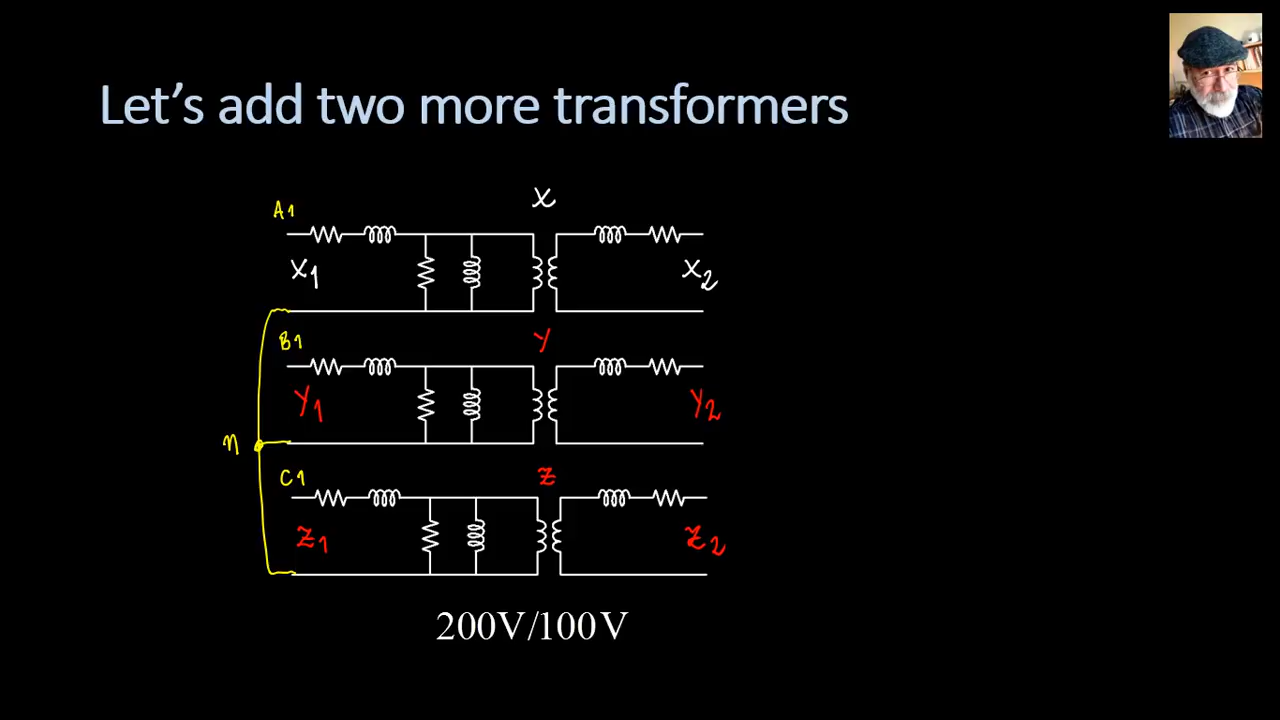 Let's add two more transformers
X
A1
X1
X2
Y
B1
Y1
Y2
n
Z
C1
Z1
Z2
200V/100V